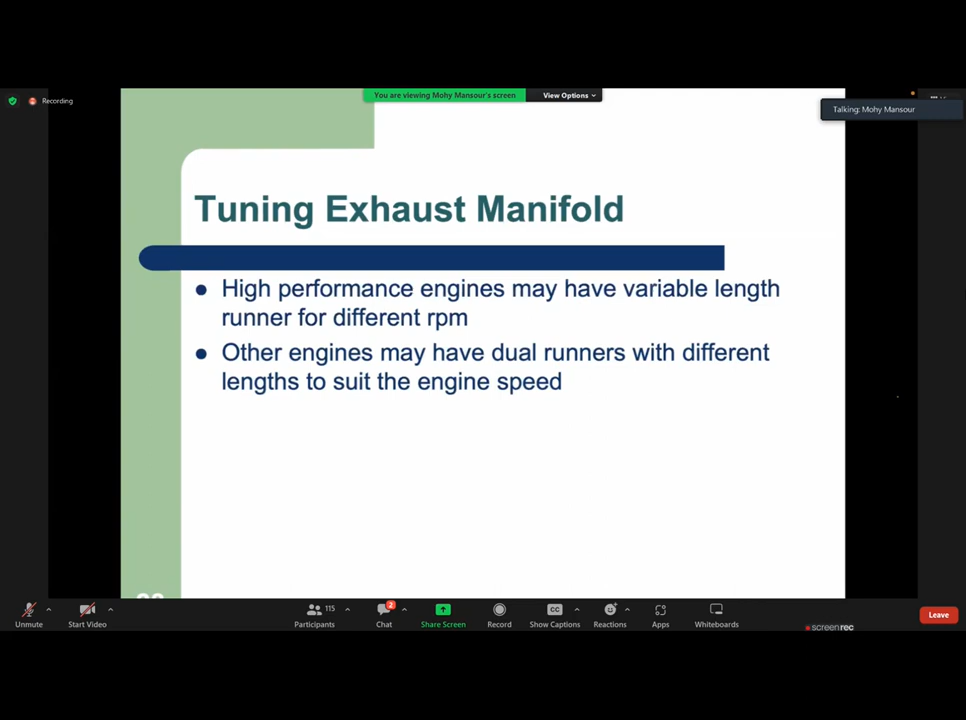 You are viewing Mohy Mansour's screen
View Options
Recording
Talking: Mohy Mansour
Tuning Exhaust Manifold
High performance engines may have variable length
runner for different rpm
Other engines may have dual runners with different
lengths to suit the engine speed
115
2
CC
Unmute
Start Video
Participants
Chat
Share Screen
Record
Show Captions
Reactions
Apps
Whiteboards
Leave
screenrec